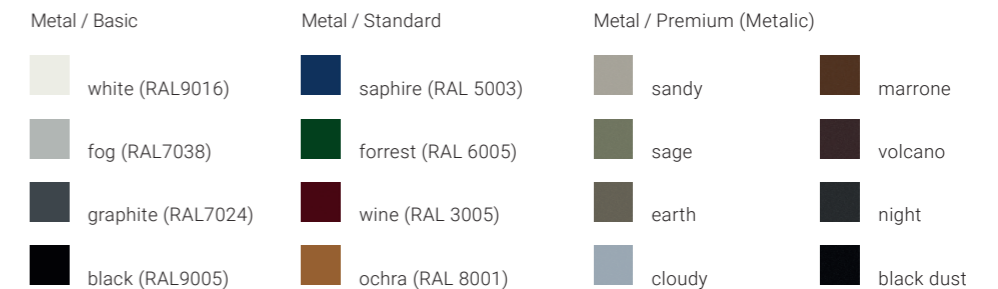 Metal / Basic
white (RAL9016)
fog (RAL7038)
graphite (RAL7024)
black (RAL9005)
Metal / Standard
saphire (RAL 5003)
forrest (RAL 6005)
wine (RAL 3005)
ochra (RAL 8001)
Metal / Premium (Metalic)
sandy
sage
earth
cloudy
marrone
volcano
night
black dust